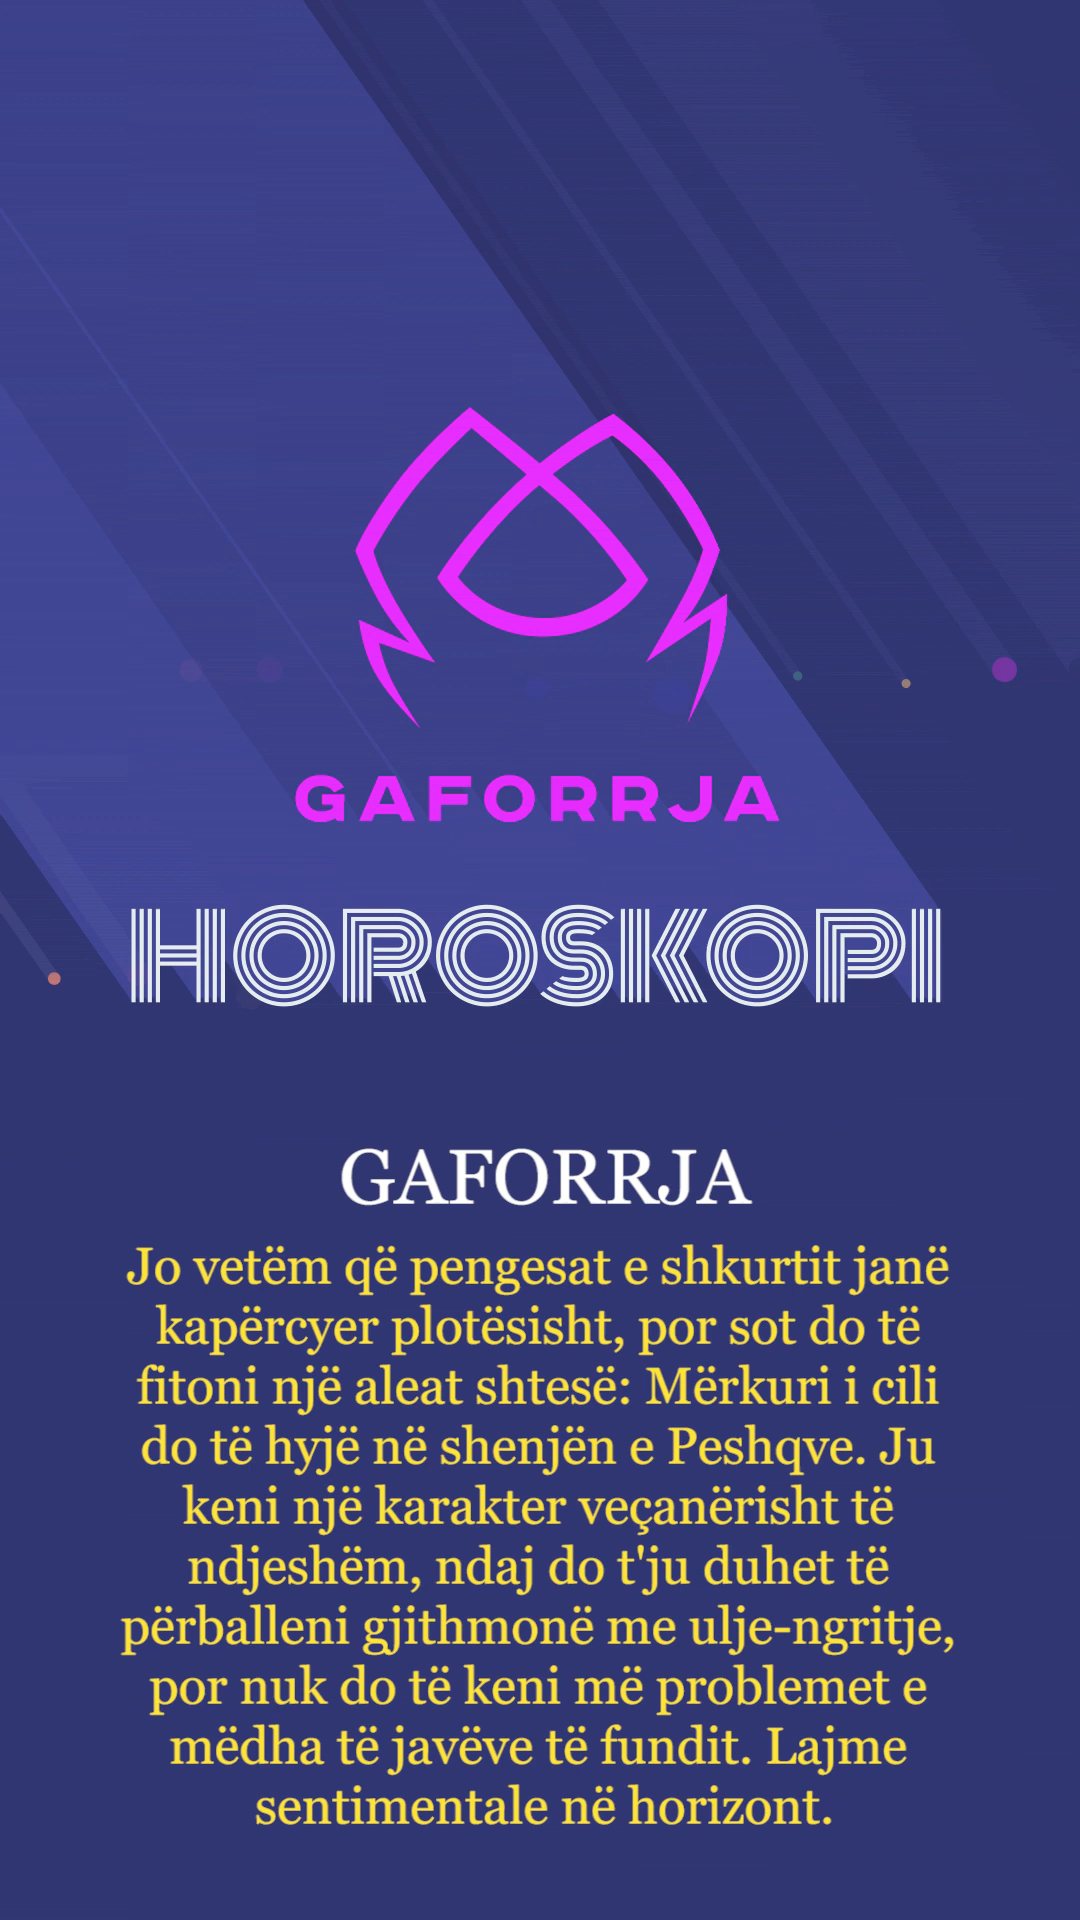 GAFORRJA
HOROSKOPI
GAFORRJA
Jo vetëm që pengesat e shkurtit janë
kapërcyer plotësisht, por sot do të
fitoni një aleat shtesë: Mërkuri i cili
do të hyjë në shenjën e Peshqve. Ju
keni një karakter veçanërisht të
ndjeshëm, ndaj do t'ju duhet të
përballeni gjithmonë me ulje-ngritje,
por nuk do të keni më problemet e
mëdha të javëve të fundit. Lajme
sentimentale në horizont.